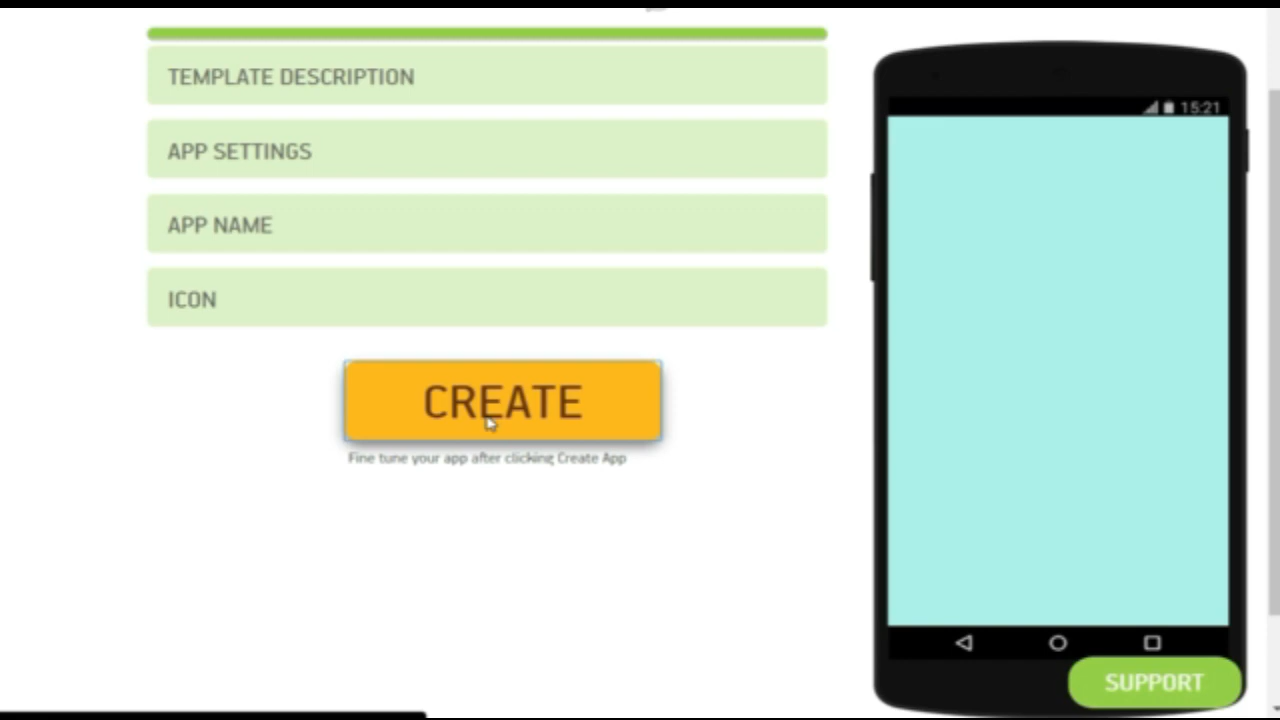 TEMPLATE DESCRIPTION
APP SETTINGS
APP NAME
ICON
CREATE
Fine tune your app after clicking Create App
15:21
SUPPORT